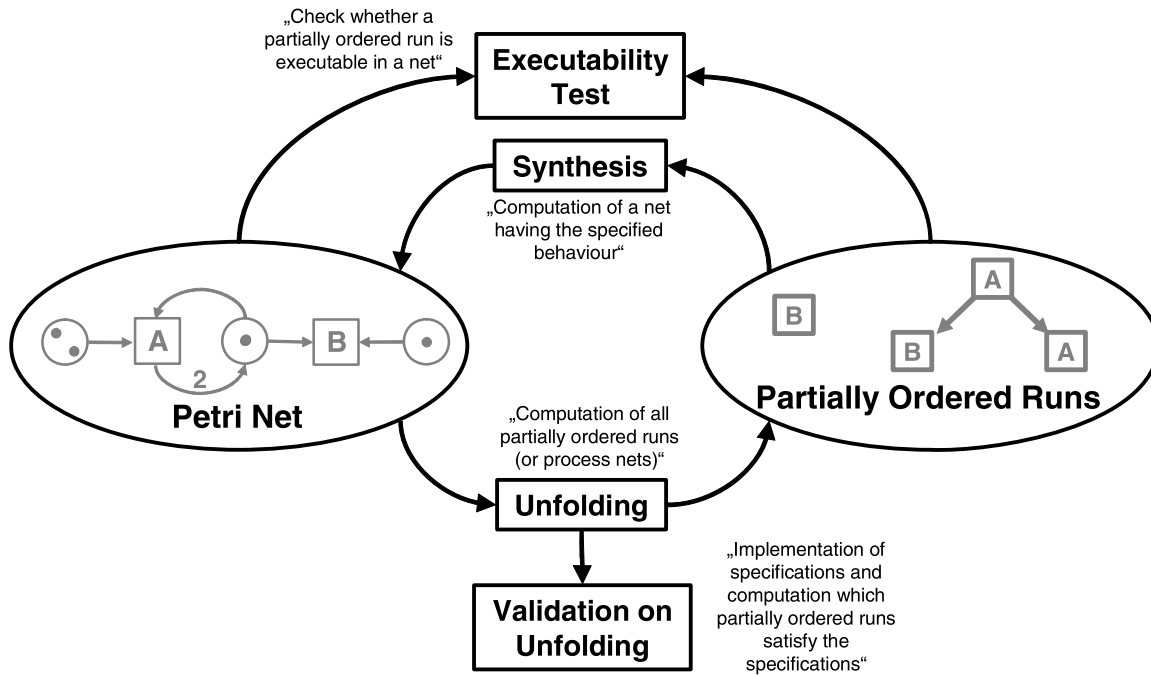 „Check whether a
partially ordered run is
executable in a net“
Executability
Test
Synthesis
„Computation of a net
having the specified
behaviour“
A
B
2
Petri Net
B
A
B
A
Partially Ordered Runs
„Computation of all
partially ordered runs
(or process nets)“
Unfolding
„Implementation of
specifications and
computation which
partially ordered runs
satisfy the
specifications“
Validation on
Unfolding